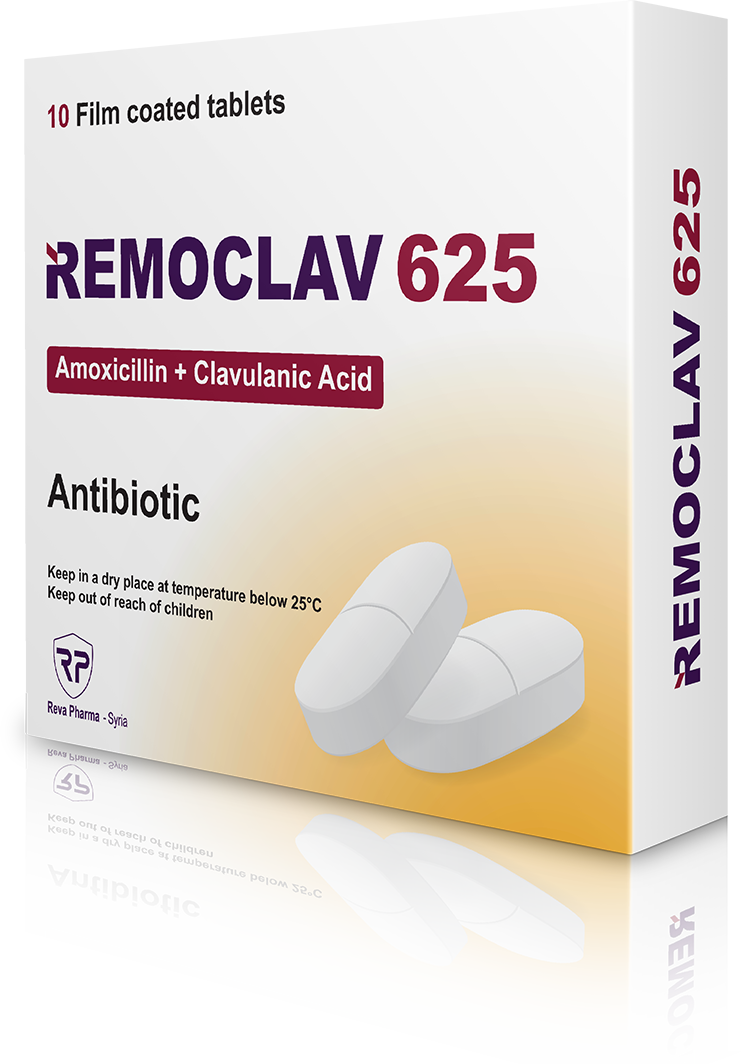 10 Film coated tablets
REMOCLAV 625
Amoxicillin + Clavulanic Acid
Antibiotic
Keep in a dry place at temperature below 25°C
Keep out of reach of children
RP
Reva Pharma - Syria
REMOCLAV 625